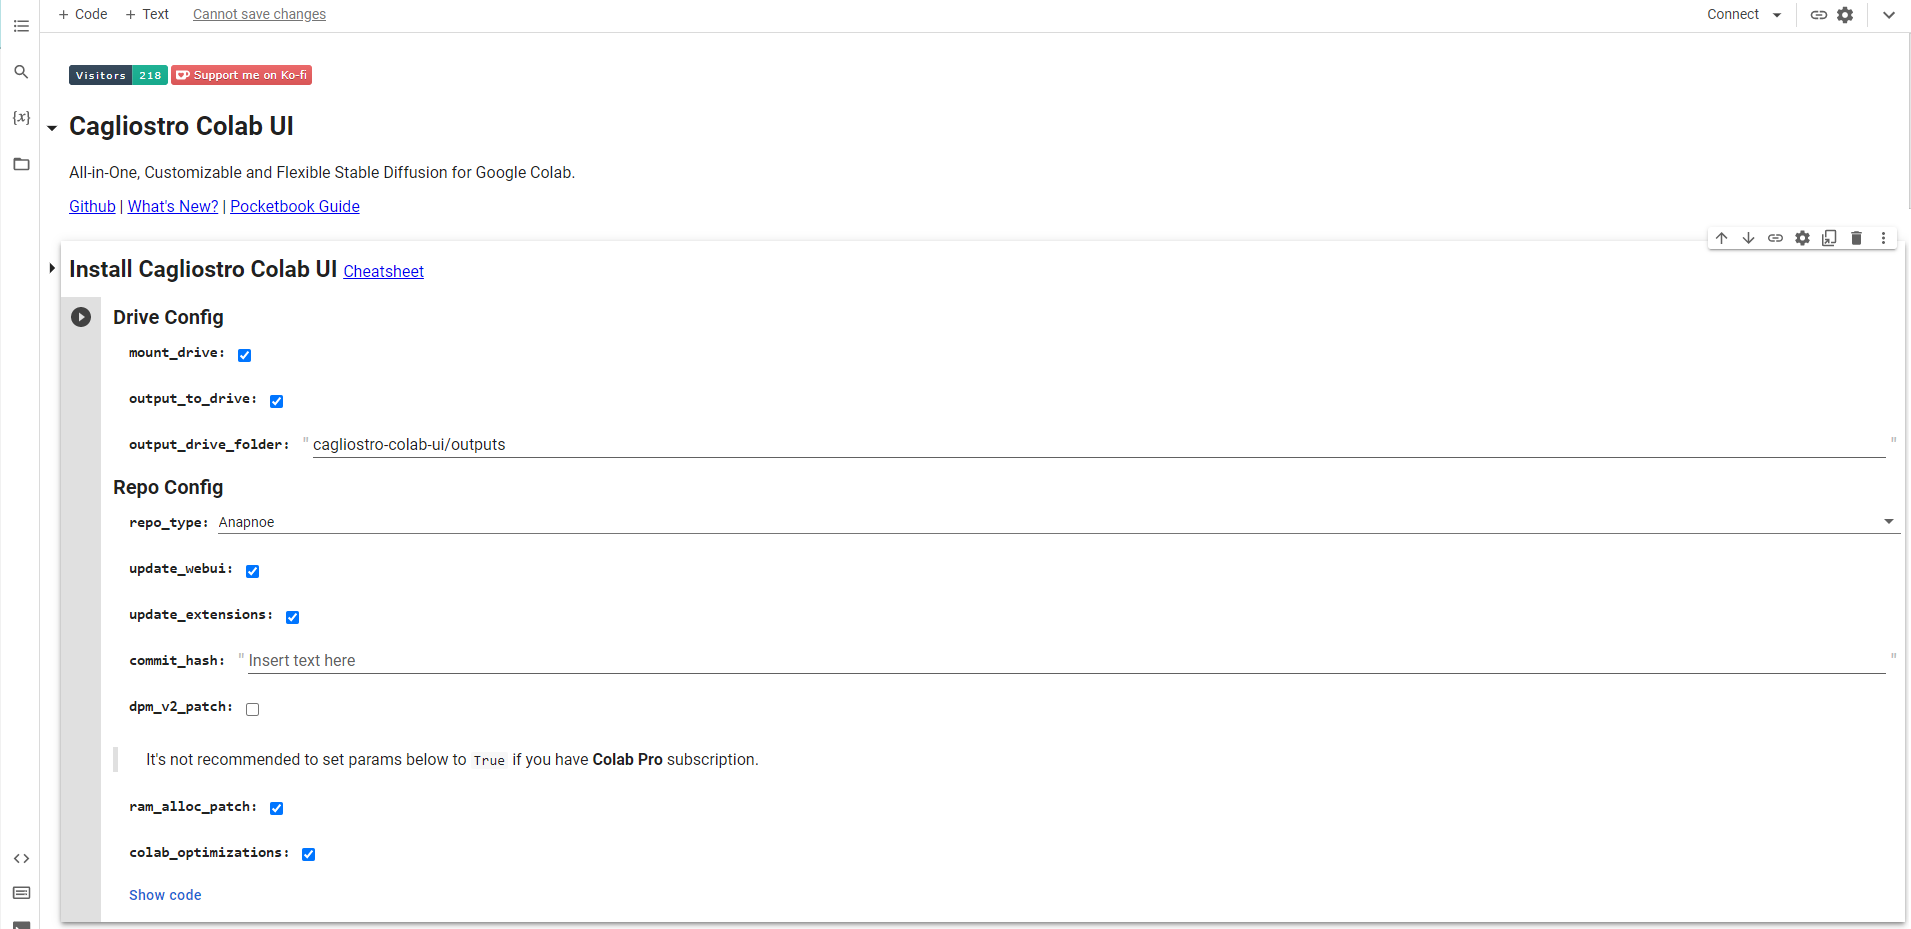 + Code + Text Cannot save changes Connect
Visitors 218 Support me on Ko-fi
Cagliostro Colab UI
All-in-One, Customizable and Flexible Stable Diffusion for Google Colab.
Github | What's New? | Pocketbook Guide
Install Cagliostro Colab UI Cheatsheet
Drive Config
mount_drive:
output_to_drive:
output_drive_folder: " cagliostro-colab-ui/outputs "
Repo Config
repo_type: Anapnoe
update_webui:
update_extensions:
commit_hash: " Insert text here "
dpm_v2_patch:
It's not recommended to set params below to True if you have Colab Pro subscription.
ram_alloc_patch:
colab_optimizations:
Show code